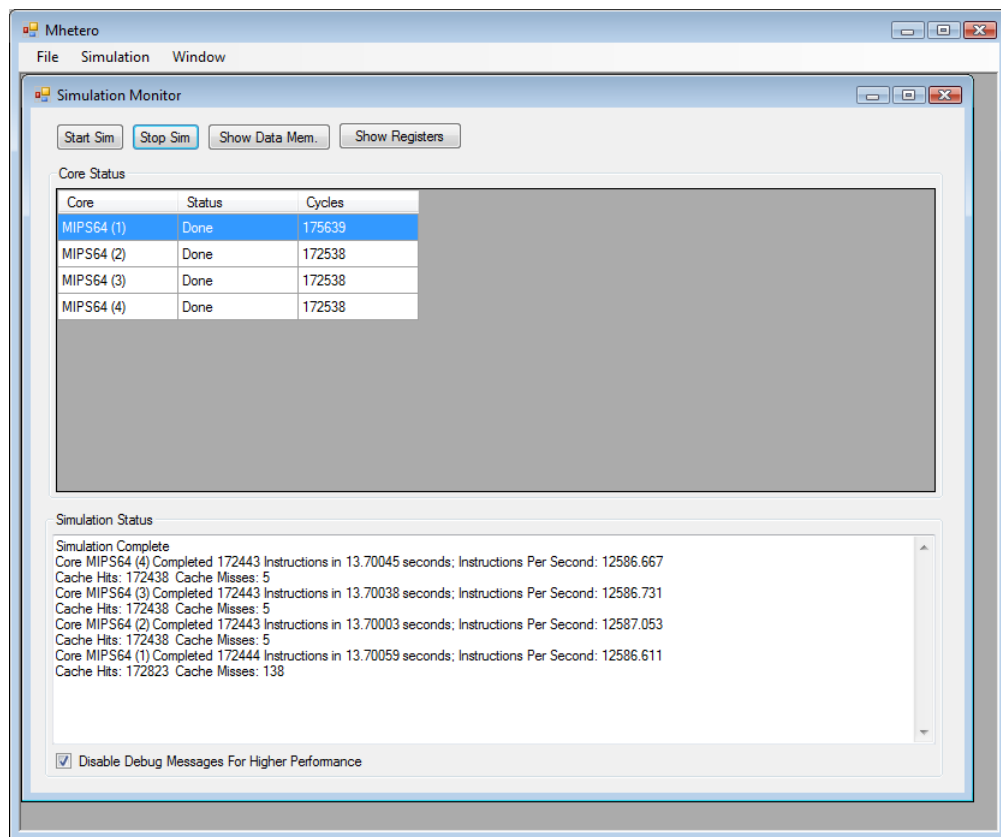 Mhetero
File Simulation Window
Simulation Monitor
Start Sim Stop Sim Show Data Mem. Show Registers
Core Status
Core Status Cycles
MIPS64 (1) Done 175639
MIPS64 (2) Done 172538
MIPS64 (3) Done 172538
MIPS64 (4) Done 172538
Simulation Status
Simulation Complete
Core MIPS64 (4) Completed 172443 Instructions in 13.70045 seconds; Instructions Per Second: 12586.667
Cache Hits: 172438 Cache Misses: 5
Core MIPS64 (3) Completed 172443 Instructions in 13.70038 seconds; Instructions Per Second: 12586.731
Cache Hits: 172438 Cache Misses: 5
Core MIPS64 (2) Completed 172443 Instructions in 13.70003 seconds; Instructions Per Second: 12587.053
Cache Hits: 172438 Cache Misses: 5
Core MIPS64 (1) Completed 172444 Instructions in 13.70059 seconds; Instructions Per Second: 12586.611
Cache Hits: 172823 Cache Misses: 138
Disable Debug Messages For Higher Performance